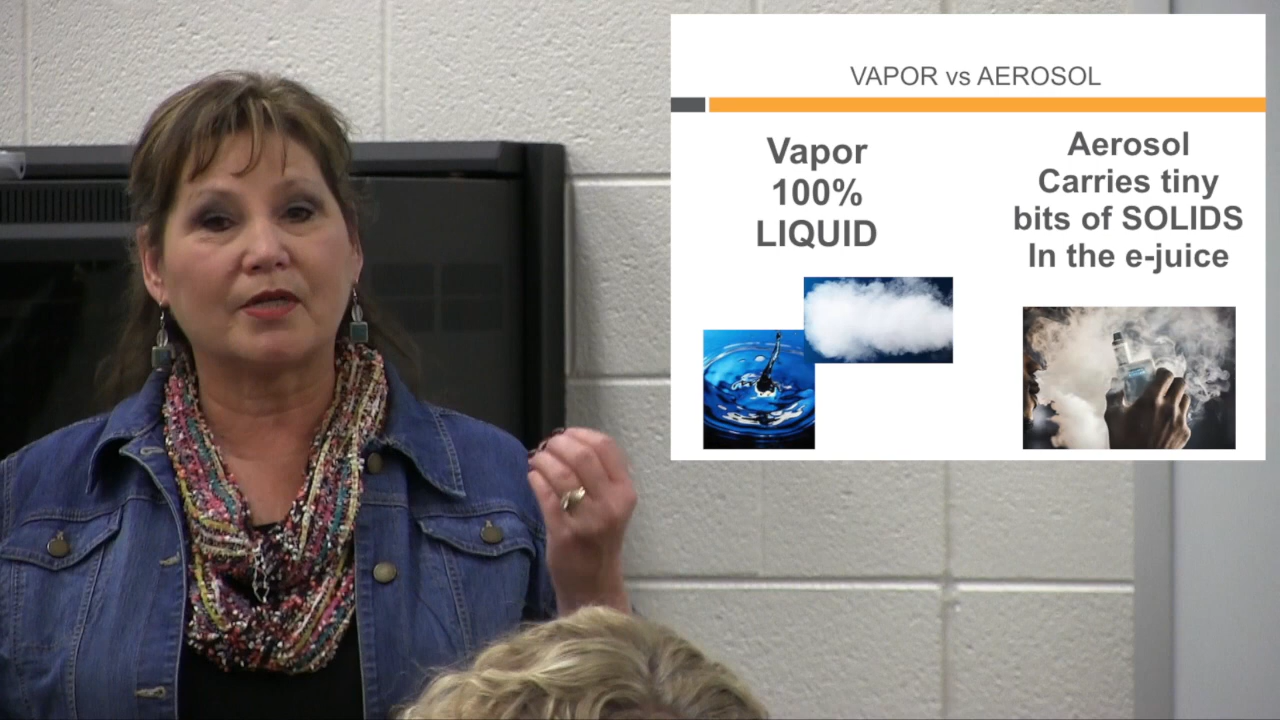 VAPOR vs AEROSOL
Vapor
100%
LIQUID
Aerosol
Carries tiny
bits of SOLIDS
In the e-juice